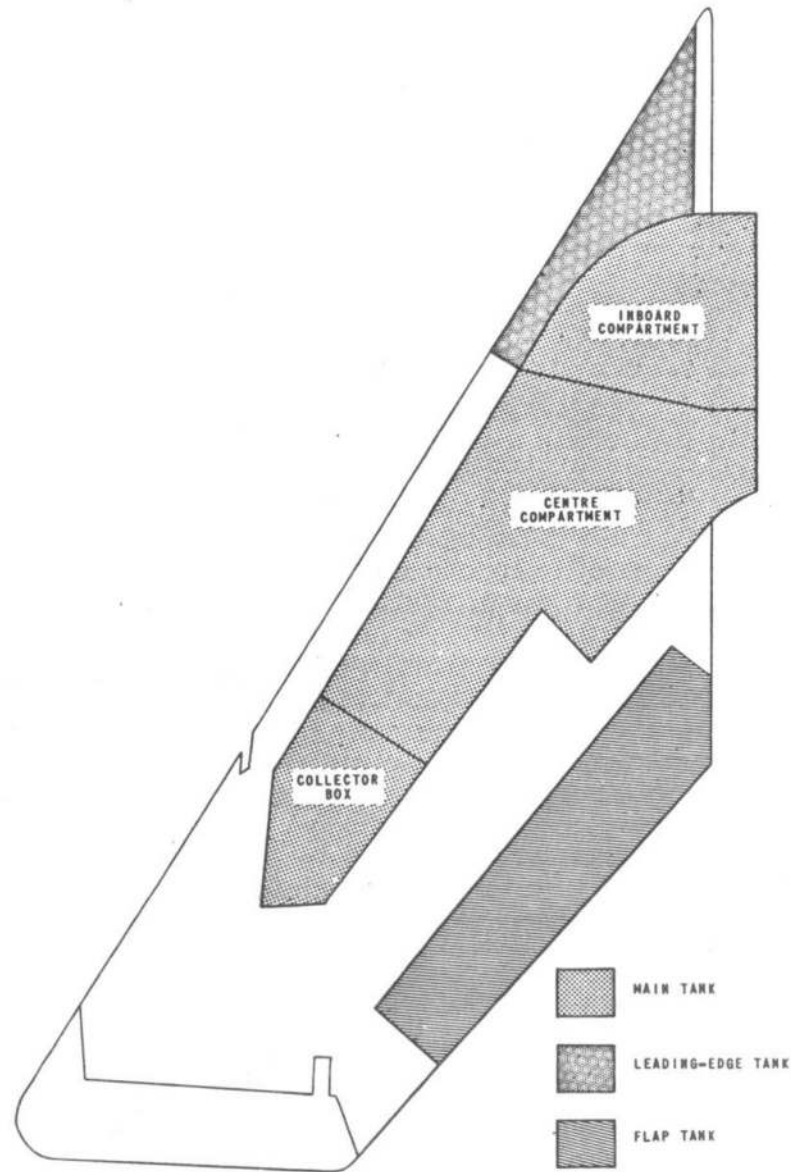 INBOARD
COMPARTMENT
CENTRE
COMPARTMENT
COLLECTOR
BOX
MAIN TANK
LEADING-EDGE TANK
FLAP TANK